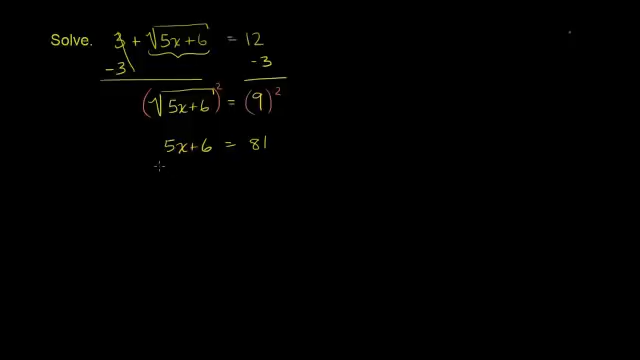 Solve. 3 + √5x+6 = 12
-3 -3
(√5x+6)² = (9)²
5x+6 = 81